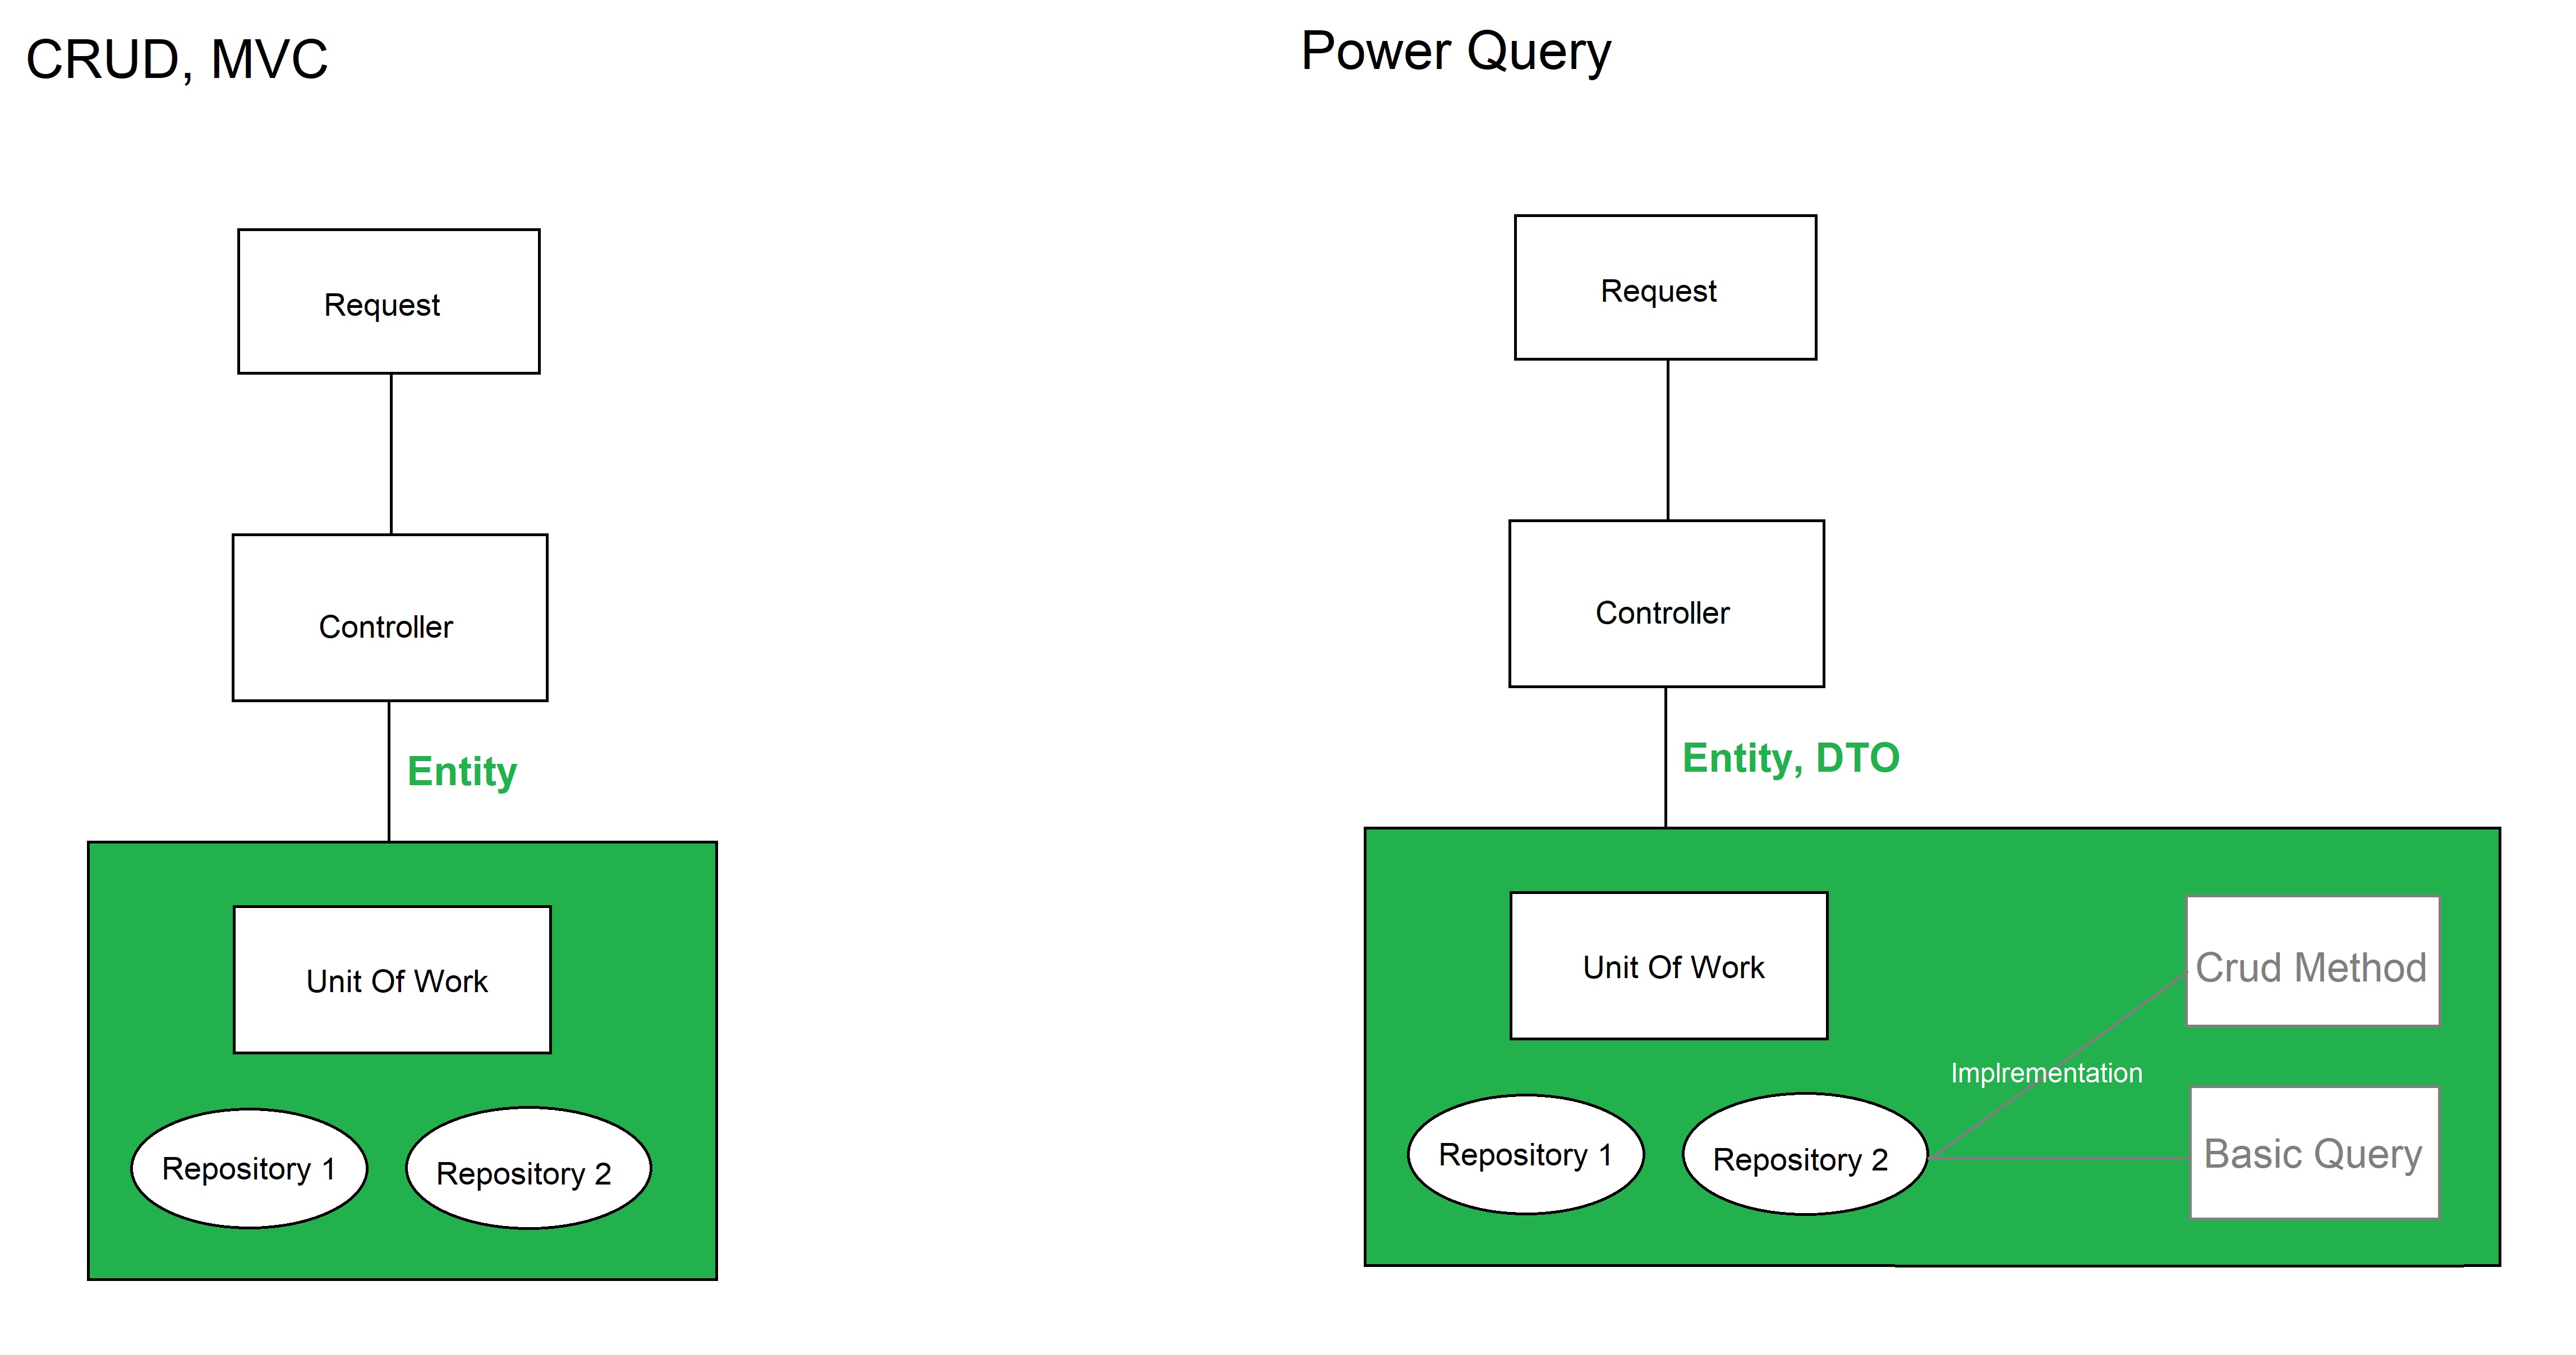 CRUD, MVC
Request
Controller
Entity
Unit Of Work
Repository 1
Repository 2
Power Query
Request
Controller
Entity, DTO
Unit Of Work
Crud Method
Implrementation
Repository 1
Repository 2
Basic Query